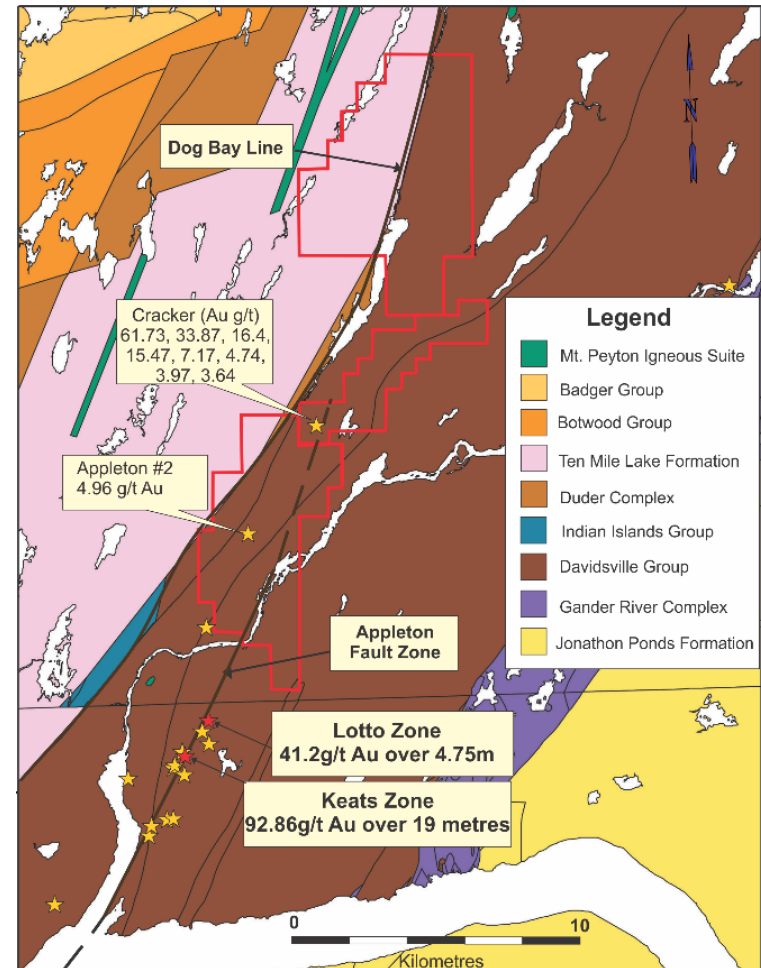 N
Dog Bay Line
Cracker (Au g/t)
61.73, 33.87, 16.4,
15.47, 7.17, 4.74,
3.97, 3.64
Appleton #2
4.96 g/t Au
Legend
Mt. Peyton Igneous Suite
Badger Group
Botwood Group
Ten Mile Lake Formation
Duder Complex
Indian Islands Group
Davidsville Group
Gander River Complex
Jonathon Ponds Formation
Appleton
Fault Zone
Lotto Zone
41.2g/t Au over 4.75m
Keats Zone
92.86g/t Au over 19 metres
0 10
Kilometres